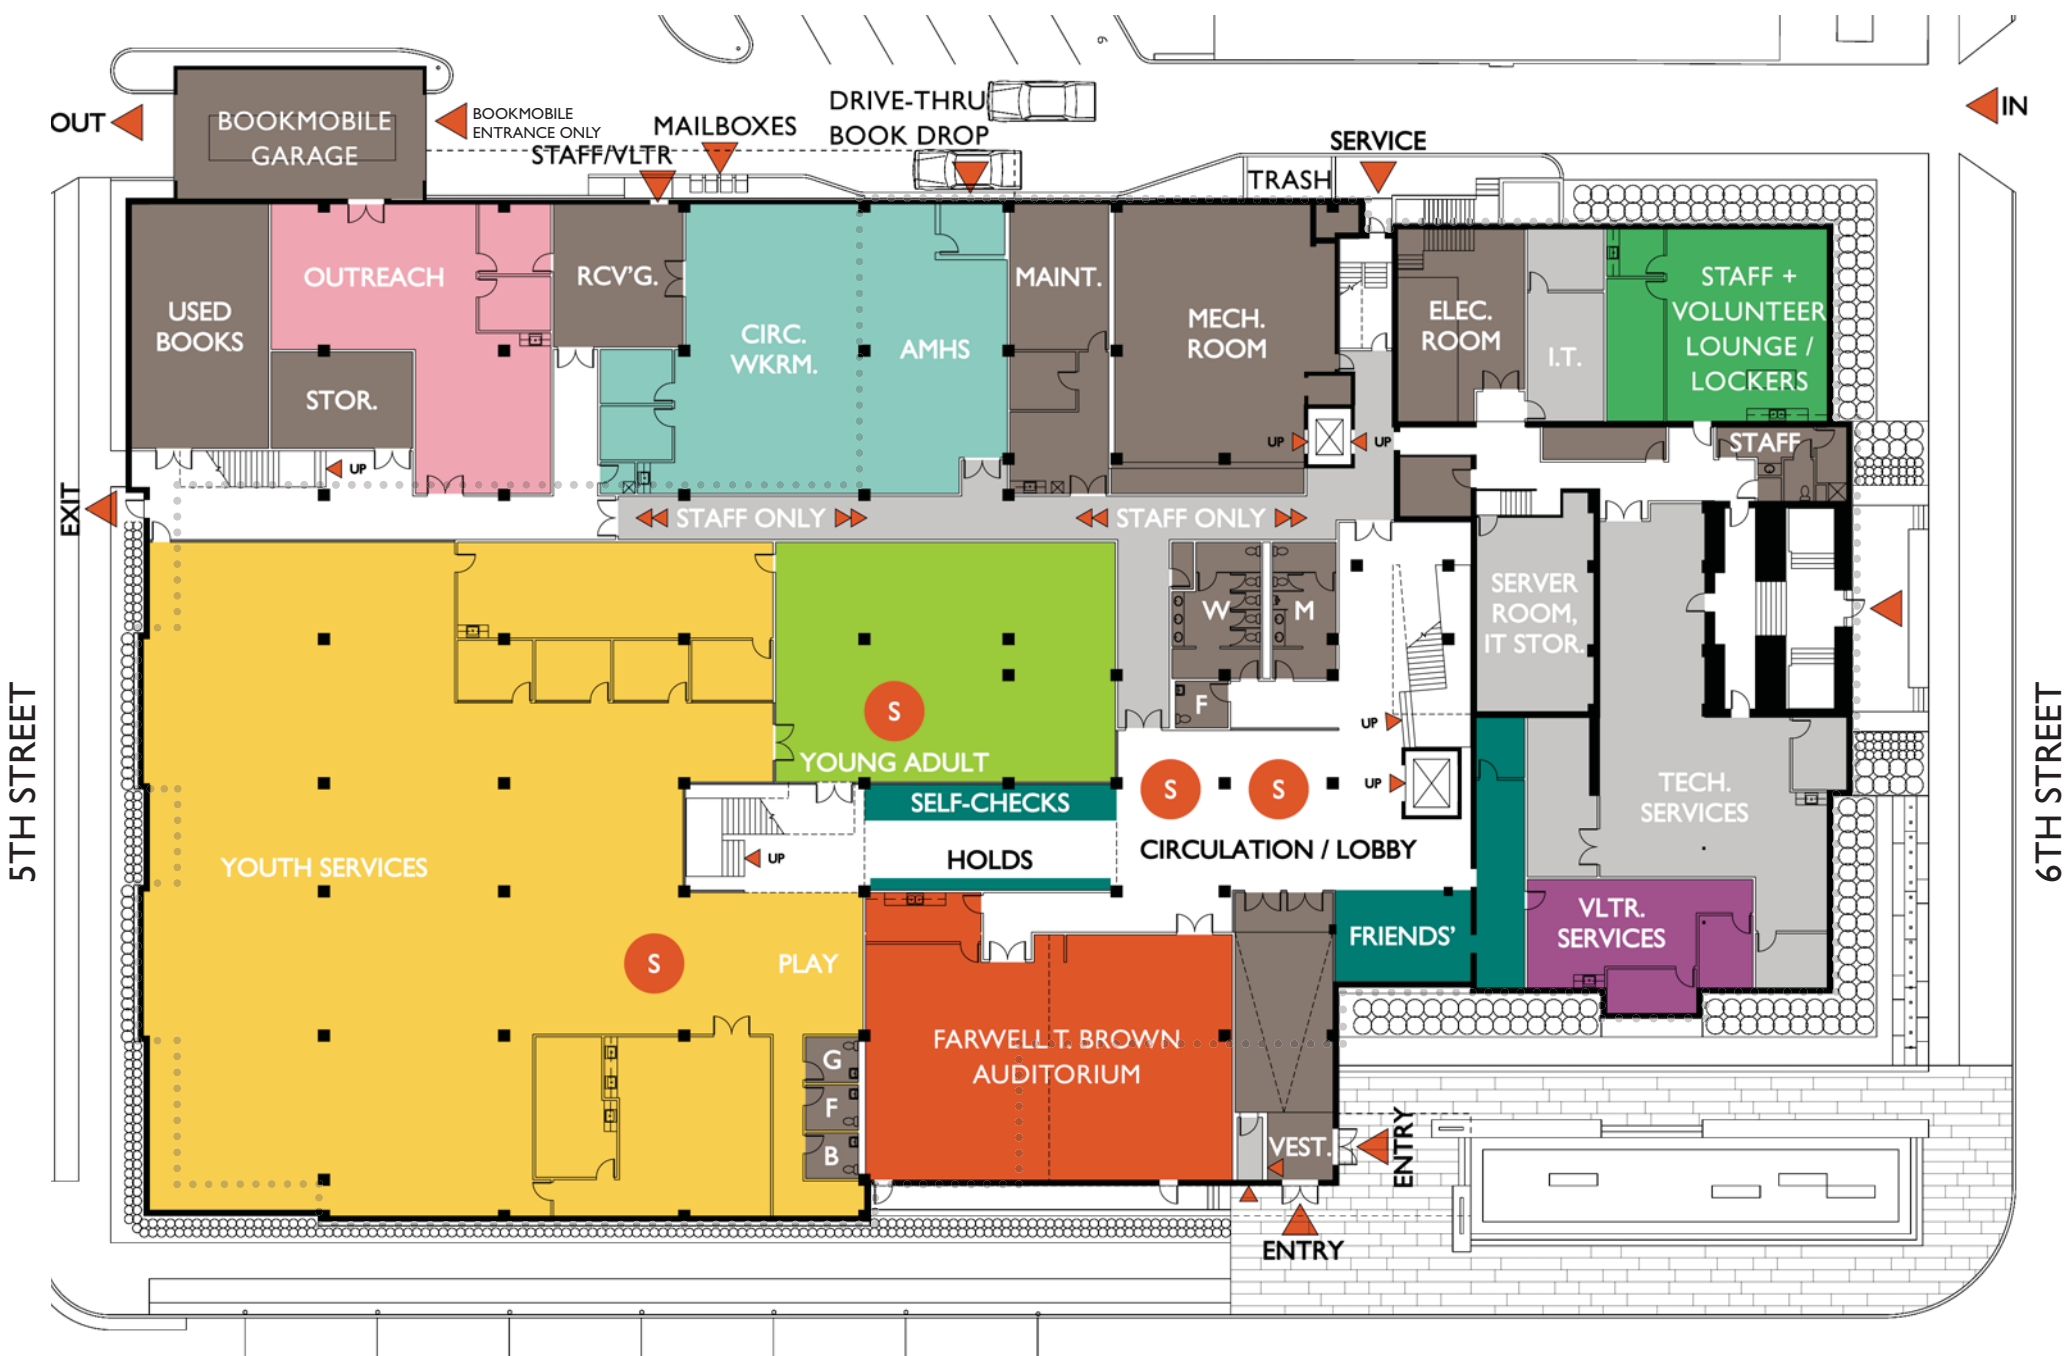 6
OUT
BOOKMOBILE
GARAGE
BOOKMOBILE
ENTRANCE ONLY
MAILBOXES
STAFF/VLTR
DRIVE-THRU
BOOK DROP
SERVICE
TRASH
IN
USED
BOOKS
OUTREACH
STOR.
RCV'G.
CIRC.
WKRM.
AMHS
MAINT.
MECH.
ROOM
ELEC.
ROOM
I.T.
STAFF +
VOLUNTEER
LOUNGE /
LOCKERS
STAFF
UP
UP
UP
EXIT
STAFF ONLY
STAFF ONLY
W
M
F
SERVER
ROOM,
IT STOR.
5TH STREET
6TH STREET
S
YOUNG ADULT
UP
UP
S
S
SELF-CHECKS
TECH.
SERVICES
CIRCULATION / LOBBY
HOLDS
UP
YOUTH SERVICES
S
PLAY
FRIENDS'
VLTR.
SERVICES
FARWELL T. BROWN
AUDITORIUM
G
F
B
VEST.
ENTRY
ENTRY